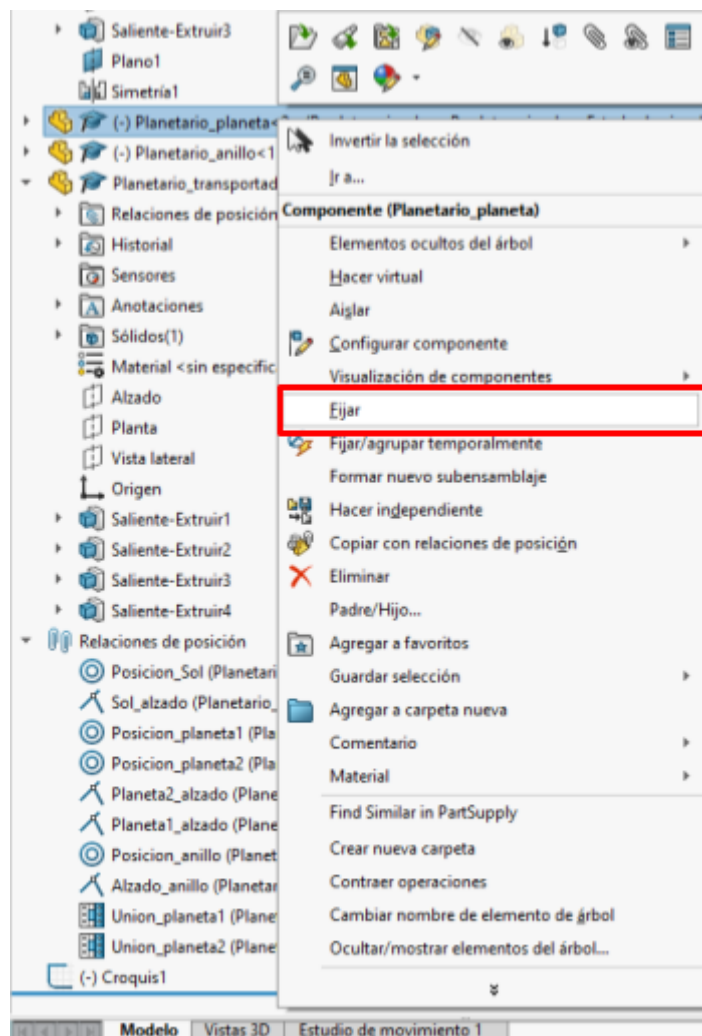 Saliente-Extruir3
Plano1
Simetría1
(-) Planetario_planeta<
(-) Planetario_anillo<1
Planetario_transportad
Relaciones de posición
Historial
Sensores
Anotaciones
Sólidos(1)
Material <sin especific
Alzado
Planta
Vista lateral
Origen
Saliente-Extruir1
Saliente-Extruir2
Saliente-Extruir3
Saliente-Extruir4
Relaciones de posición
Posicion_Sol (Planetari
Sol_alzado (Planetario_
Posicion_planeta1 (Pla
Posicion_planeta2 (Pla
Planeta2_alzado (Plane
Planeta1_alzado (Plane
Posicion_anillo (Planet
Alzado_anillo (Planetar
Union_planeta1 (Plane
Union_planeta2 (Plane
(-) Croquis1
Invertir la selección
Ir a...
Componente (Planetario_planeta)
Elementos ocultos del árbol
Hacer virtual
Aislar
Configurar componente
Visualización de componentes
Fijar
Fijar/agrupar temporalmente
Formar nuevo subensamblaje
Hacer independiente
Copiar con relaciones de posición
Eliminar
Padre/Hijo...
Agregar a favoritos
Guardar selección
Agregar a carpeta nueva
Comentario
Material
Find Similar in PartSupply
Crear nueva carpeta
Contraer operaciones
Cambiar nombre de elemento de árbol
Ocultar/mostrar elementos del árbol...
Modelo Vistas 3D Estudio de movimiento 1